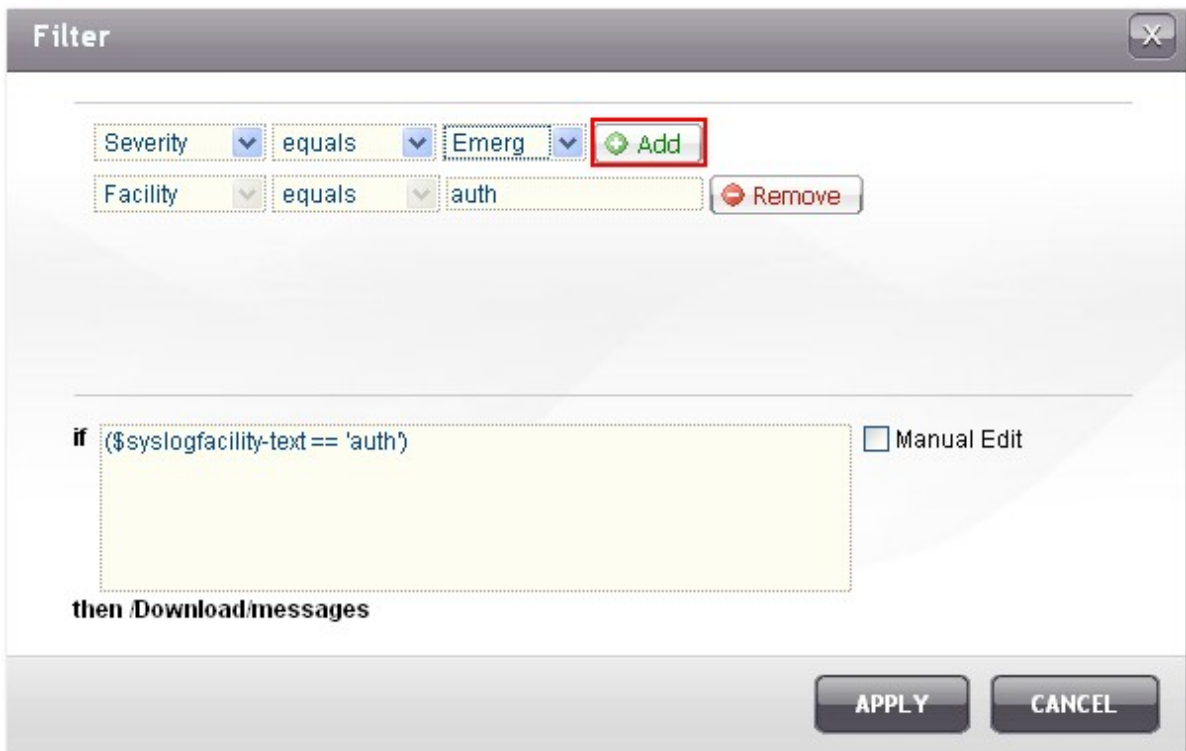 Filter X
Severity equals Emerg Add
Facility equals auth Remove
if ($syslogfacility-text == 'auth') Manual Edit
then /Download/messages
APPLY CANCEL